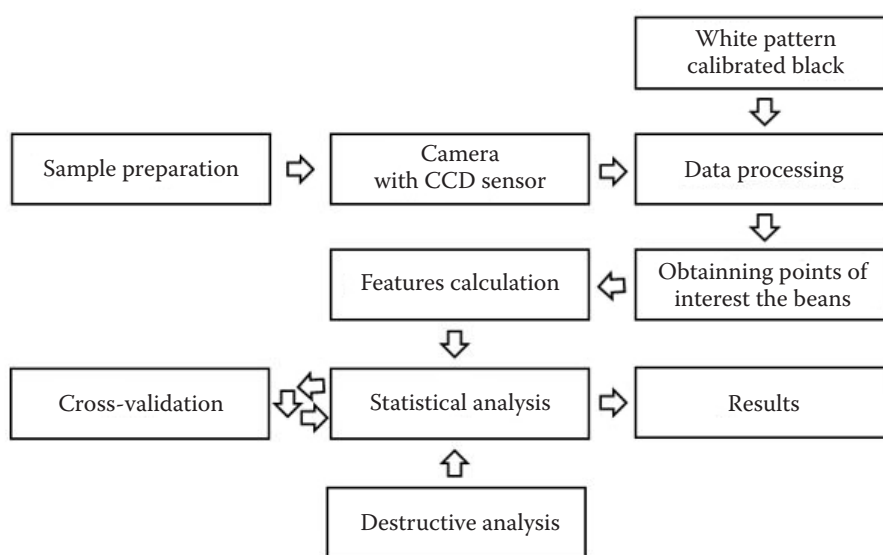 White pattern
calibrated black
Sample preparation
Camera
with CCD sensor
Data processing
Features calculation
Obtainning points of
interest the beans
Cross-validation
Statistical analysis
Results
Destructive analysis